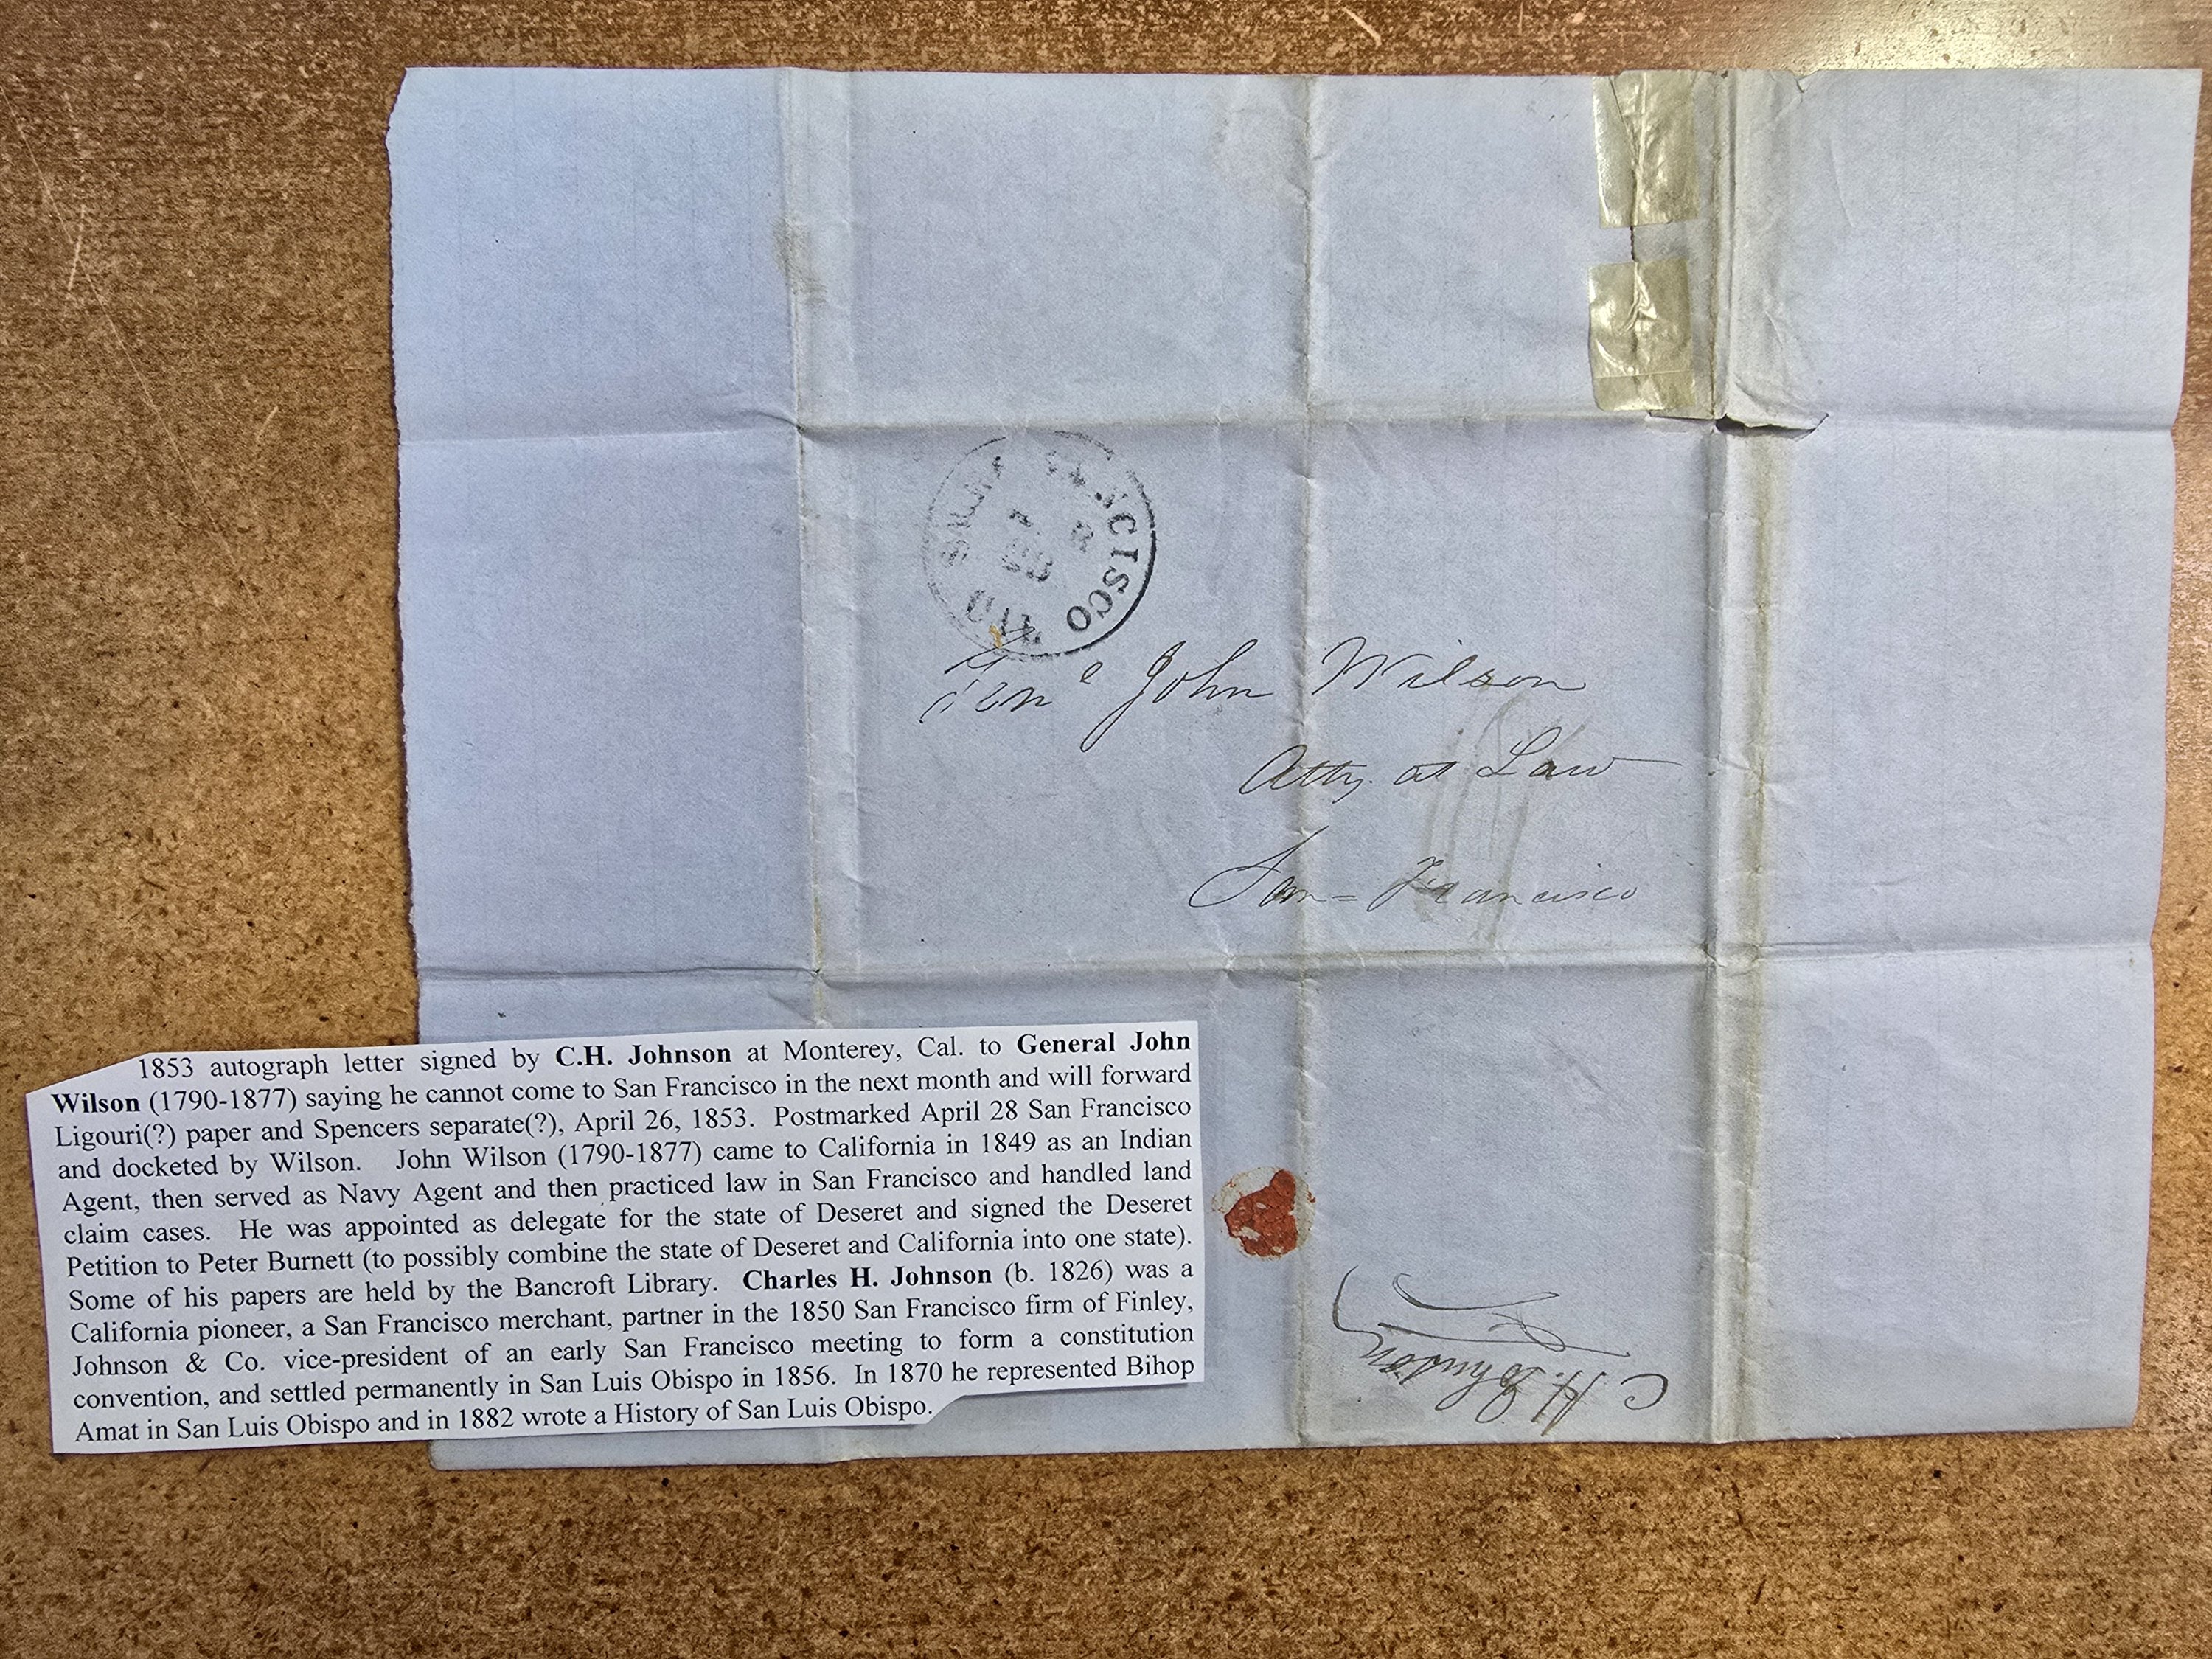 SAN FRANCISCO
28
Genl John Wilson
Atty. at Law
San = Francisco
C H. Johnson
1853 autograph letter signed by C.H. Johnson at Monterey, Cal. to General John
Wilson (1790-1877) saying he cannot come to San Francisco in the next month and will forward
Ligouri(?) paper and Spencers separate(?), April 26, 1853. Postmarked April 28 San Francisco
and docketed by Wilson. John Wilson (1790-1877) came to California in 1849 as an Indian
Agent, then served as Navy Agent and then practiced law in San Francisco and handled land
claim cases. He was appointed as delegate for the state of Deseret and signed the Deseret
Petition to Peter Burnett (to possibly combine the state of Deseret and California into one state).
Some of his papers are held by the Bancroft Library. Charles H. Johnson (b. 1826) was a
California pioneer, a San Francisco merchant, partner in the 1850 San Francisco firm of Finley,
Johnson & Co. vice-president of an early San Francisco meeting to form a constitution
convention, and settled permanently in San Luis Obispo in 1856. In 1870 he represented Bihop
Amat in San Luis Obispo and in 1882 wrote a History of San Luis Obispo.